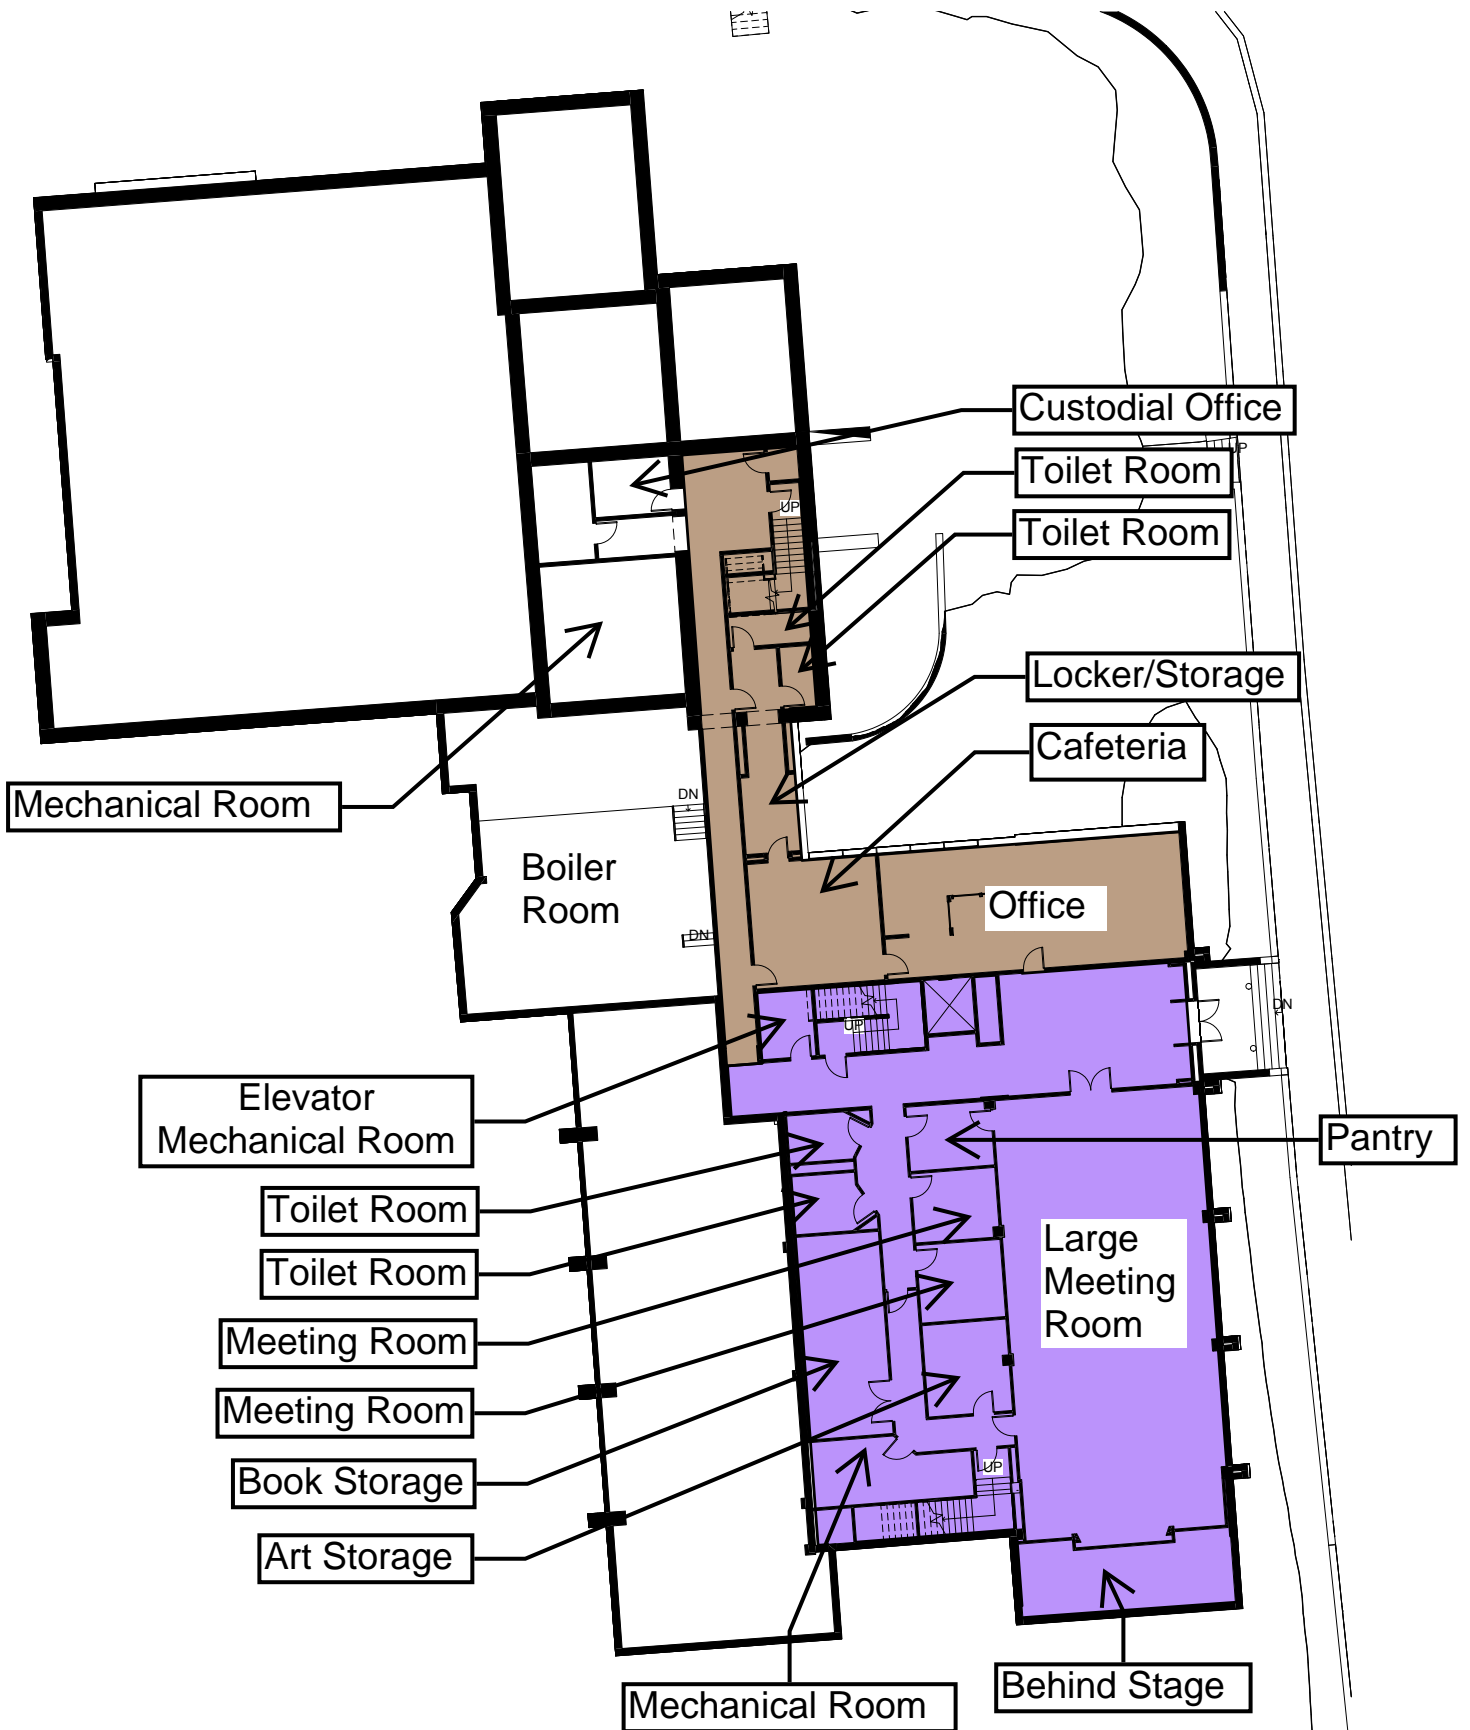 Custodial Office
UP
Toilet Room
UP
Toilet Room
Locker/Storage
Cafeteria
Mechanical Room
DN
Boiler
Room
Office
DN
DN
UP
Elevator
Mechanical Room
Pantry
Toilet Room
Toilet Room
Large
Meeting
Room
Meeting Room
Meeting Room
Book Storage
UP
Art Storage
Behind Stage
Mechanical Room